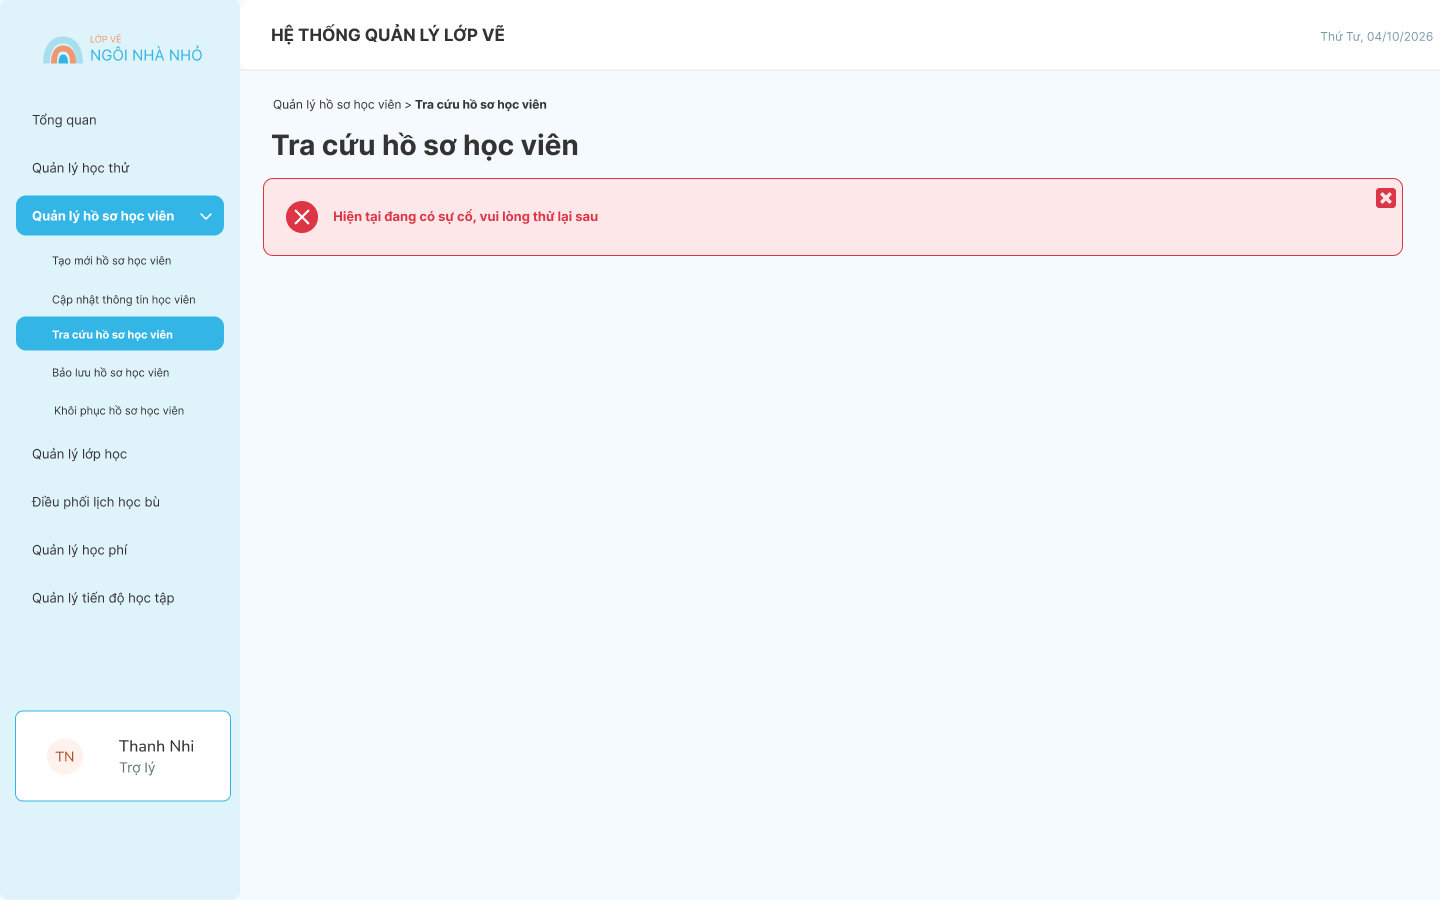 LỚP VẼ
NGÔI NHÀ NHỎ
Tổng quan
Quản lý học thử
Quản lý hồ sơ học viên
Tạo mới hồ sơ học viên
Cập nhật thông tin học viên
Tra cứu hồ sơ học viên
Bảo lưu hồ sơ học viên
Khôi phục hồ sơ học viên
Quản lý lớp học
Điều phối lịch học bù
Quản lý học phí
Quản lý tiến độ học tập
TN
Thanh Nhi
Trợ lý
HỆ THỐNG QUẢN LÝ LỚP VẼ
Thứ Tư, 04/10/2026
Quản lý hồ sơ học viên > Tra cứu hồ sơ học viên
Tra cứu hồ sơ học viên
Hiện tại đang có sự cố, vui lòng thử lại sau